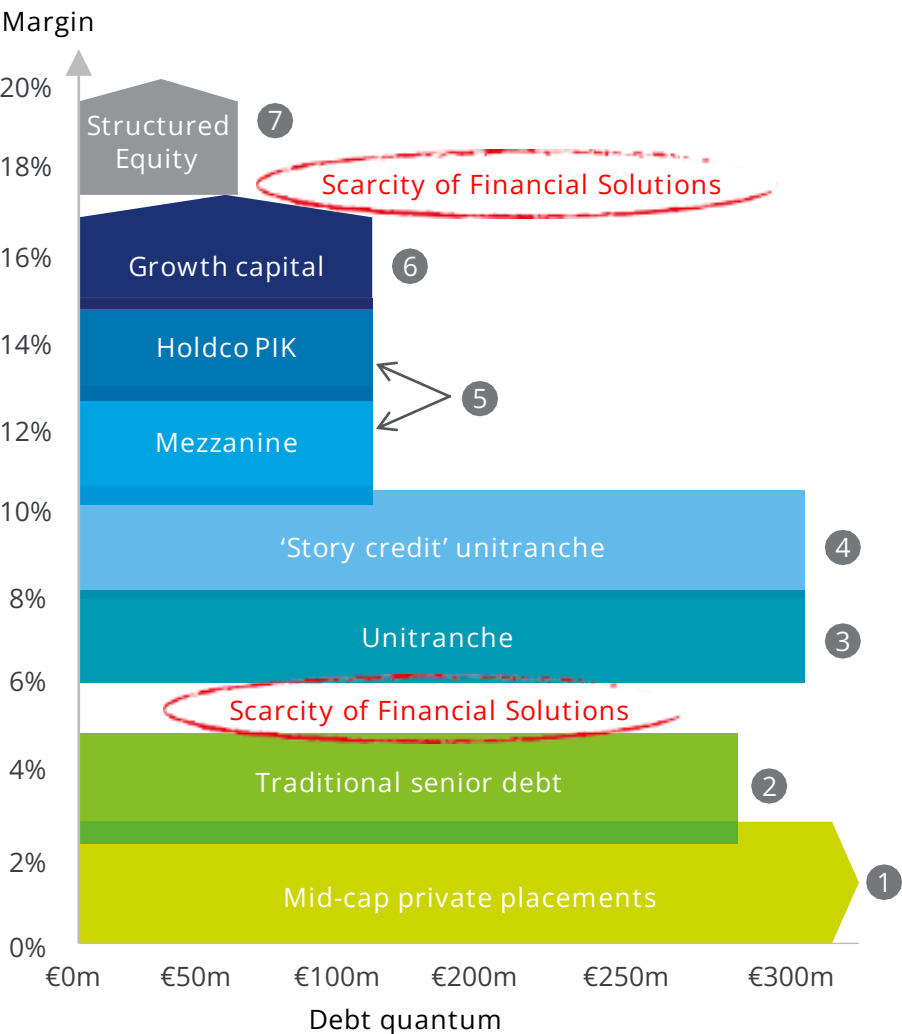 Margin
20%
Structured
Equity
7
18%
Scarcity of Financial Solutions
16%
Growth capital
6
14%
Holdco PIK
5
12%
Mezzanine
10%
‘Story credit’ unitranche
4
8%
Unitranche
3
6%
Scarcity of Financial Solutions
4%
Traditional senior debt
2
2%
Mid-cap private placements
1
0%
€0m €50m €100m €200m €250m €300m
Debt quantum